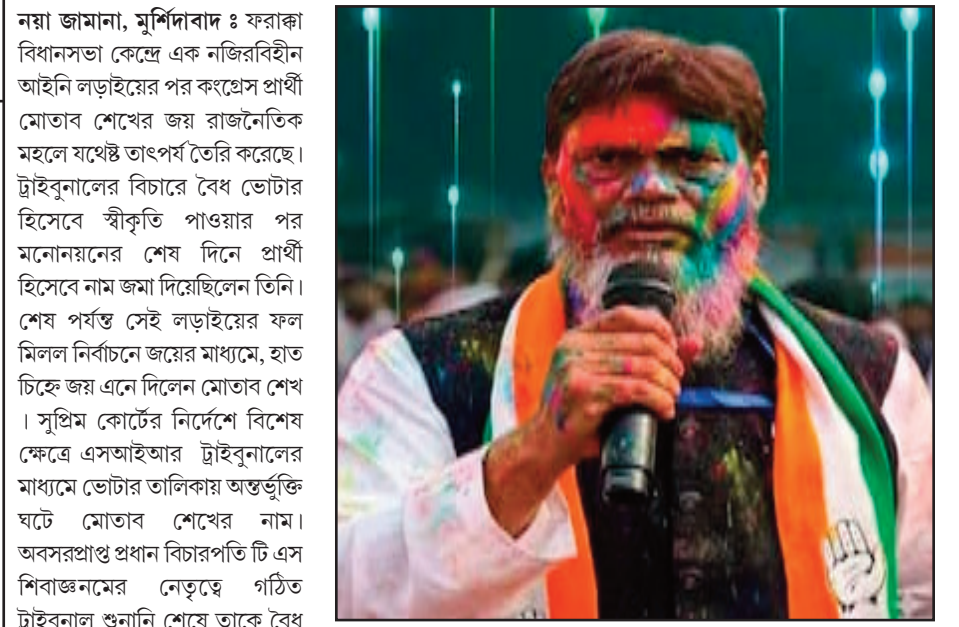 নয়া জামানা, মুর্শিদাবাদ ঃ ফরাক্কা
বিধানসভা কেন্দ্রে এক নজিরবিহীন
আইনি লড়াইয়ের পর কংগ্রেস প্রার্থী
মোতাব শেখের জয় রাজনৈতিক
মহলে যথেষ্ট তাৎপর্য তৈরি করেছে।
ট্রাইবুনালের বিচারে বৈধ ভোটার
হিসেবে স্বীকৃতি পাওয়ার পর
মনোনয়নের শেষ দিনে প্রার্থী
হিসেবে নাম জমা দিয়েছিলেন তিনি।
শেষ পর্যন্ত সেই লড়াইয়ের ফল
মিলল নির্বাচনে জয়ের মাধ্যমে, হাত
চিহ্নে জয় এনে দিলেন মোতাব শেখ
। সুপ্রিম কোর্টের নির্দেশে বিশেষ
ক্ষেত্রে এসআইআর ট্রাইবুনালের
মাধ্যমে ভোটার তালিকায় অন্তর্ভুক্তি
ঘটে মোতাব শেখের নাম।
অবসরপ্রাপ্ত প্রধান বিচারপতি টি এস
শিবাজ্ঞনমের নেতৃত্বে গঠিত
ট্রাইবুনাল শুনানি শেষে তাকে বৈধ